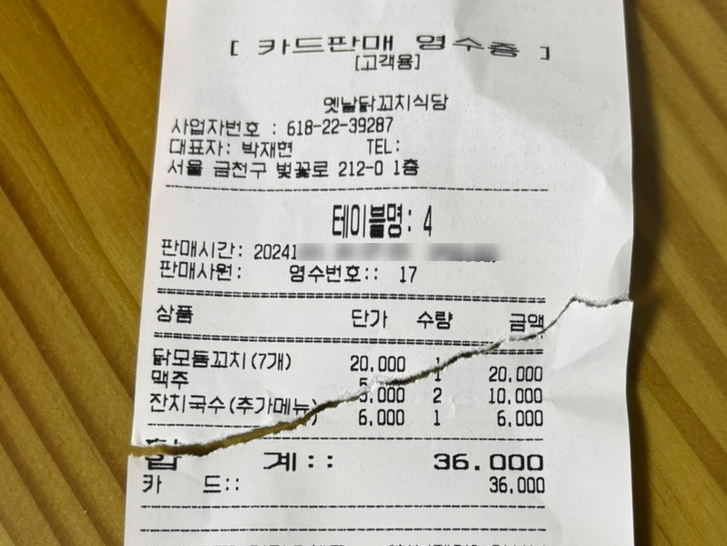 [ 카드판매 영수증 ]
[고객용]
옛날닭꼬치식당
사업자번호 : 618-22-39287
대표자: 박재현 TEL:
서울 금천구 벚꽃로 212-0 1층
테이블명: 4
판매시간: 20241
판매사원: 영수번호:: 17
상품 단가 수량 금액
닭모둠꼬치(7개) 20,000 1 20,000
맥주 5,000 2 10,000
잔치국수(추가메뉴) 6,000 1 6,000
합 계:: 36.000
카 드:: 36,000